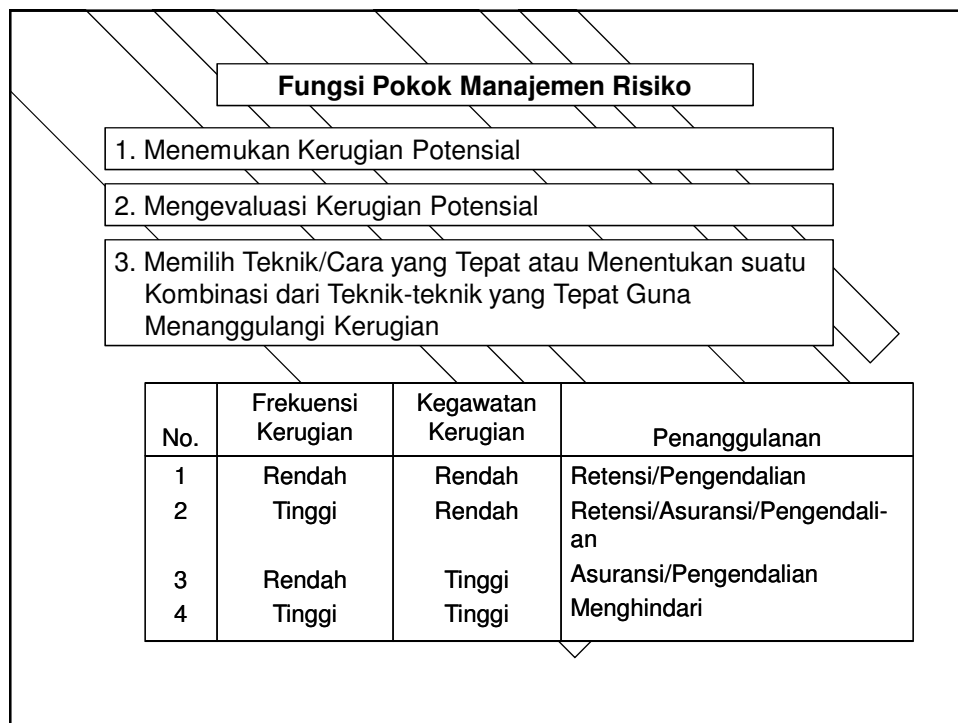 Fungsi Pokok Manajemen Risiko
1. Menemukan Kerugian Potensial
2. Mengevaluasi Kerugian Potensial
3. Memilih Teknik/Cara yang Tepat atau Menentukan suatu
Kombinasi dari Teknik-teknik yang Tepat Guna
Menanggulangi Kerugian
No. Frekuensi Kerugian Kegawatan Kerugian Penanggulanan
1 Rendah Rendah Retensi/Pengendalian
2 Tinggi Rendah Retensi/Asuransi/Pengendali-
an
3 Rendah Tinggi Asuransi/Pengendalian
4 Tinggi Tinggi Menghindari